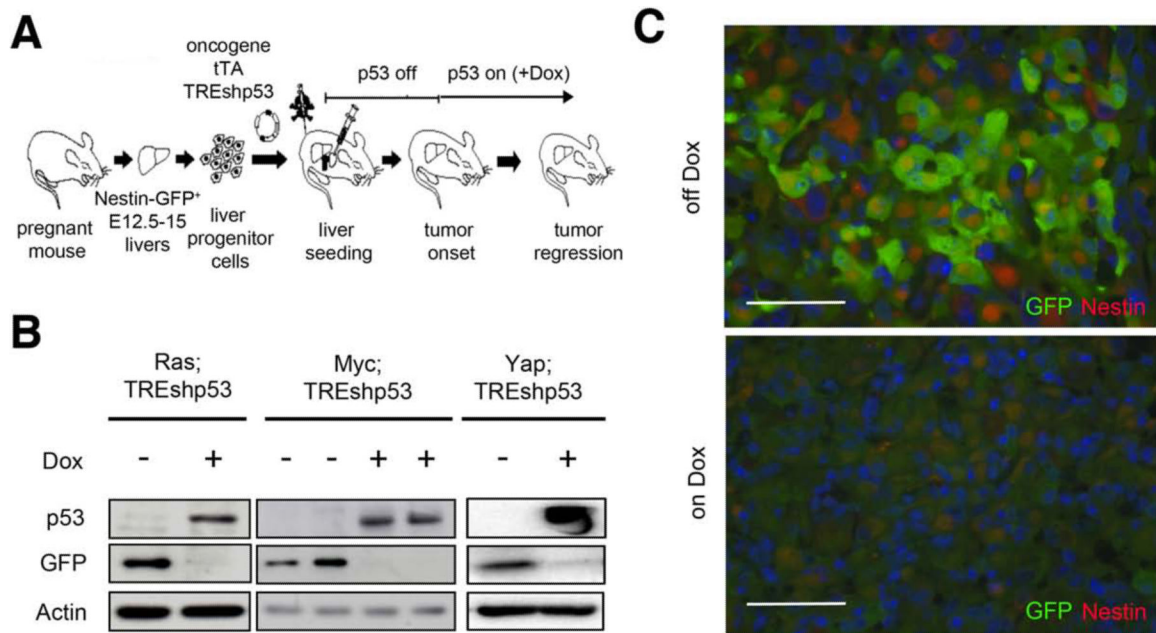 A
oncogene
tTA
TREshp53
p53 off
p53 on (+Dox)
Nestin-GFP+
E12.5-15
livers
pregnant
mouse
liver
progenitor
cells
liver
seeding
tumor
onset
tumor
regression
B
Ras;
TREshp53
Myc;
TREshp53
Yap;
TREshp53
Dox - + - - + + - +
p53
GFP
Actin
C
off Dox
GFP Nestin
on Dox
GFP Nestin